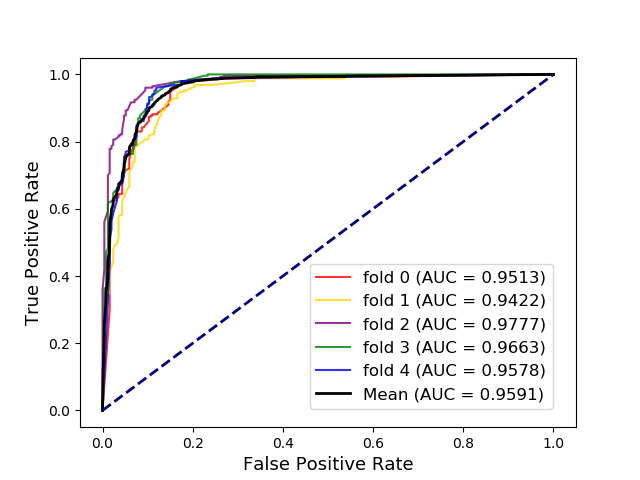 1.0
0.8
0.6
0.4
0.2
0.0
True Positive Rate
fold 0 (AUC = 0.9513)
fold 1 (AUC = 0.9422)
fold 2 (AUC = 0.9777)
fold 3 (AUC = 0.9663)
fold 4 (AUC = 0.9578)
Mean (AUC = 0.9591)
0.0 0.2 0.4 0.6 0.8 1.0
False Positive Rate